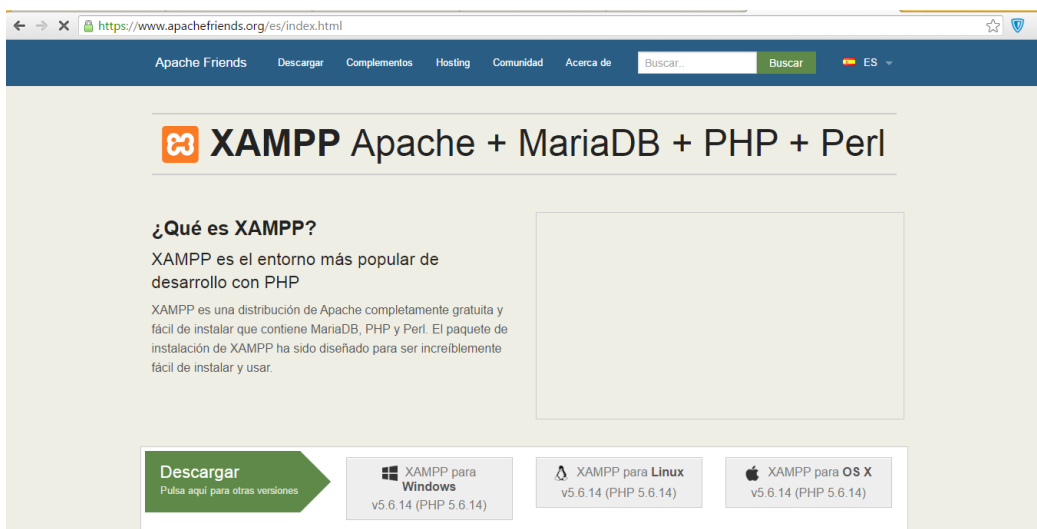 https://www.apachefriends.org/es/index.html
Apache Friends Descargar Complementos Hosting Comunidad Acerca de Buscar... Buscar ES
XAMPP Apache + MariaDB + PHP + Perl
¿Qué es XAMPP?
XAMPP es el entorno más popular de
desarrollo con PHP
XAMPP es una distribución de Apache completamente gratuita y
fácil de instalar que contiene MariaDB, PHP y Perl. El paquete de
instalación de XAMPP ha sido diseñado para ser increíblemente
fácil de instalar y usar.
Descargar
Pulsa aquí para otras versiones
XAMPP para
Windows
v5.6.14 (PHP 5.6.14)
XAMPP para Linux
v5.6.14 (PHP 5.6.14)
XAMPP para OS X
v5.6.14 (PHP 5.6.14)